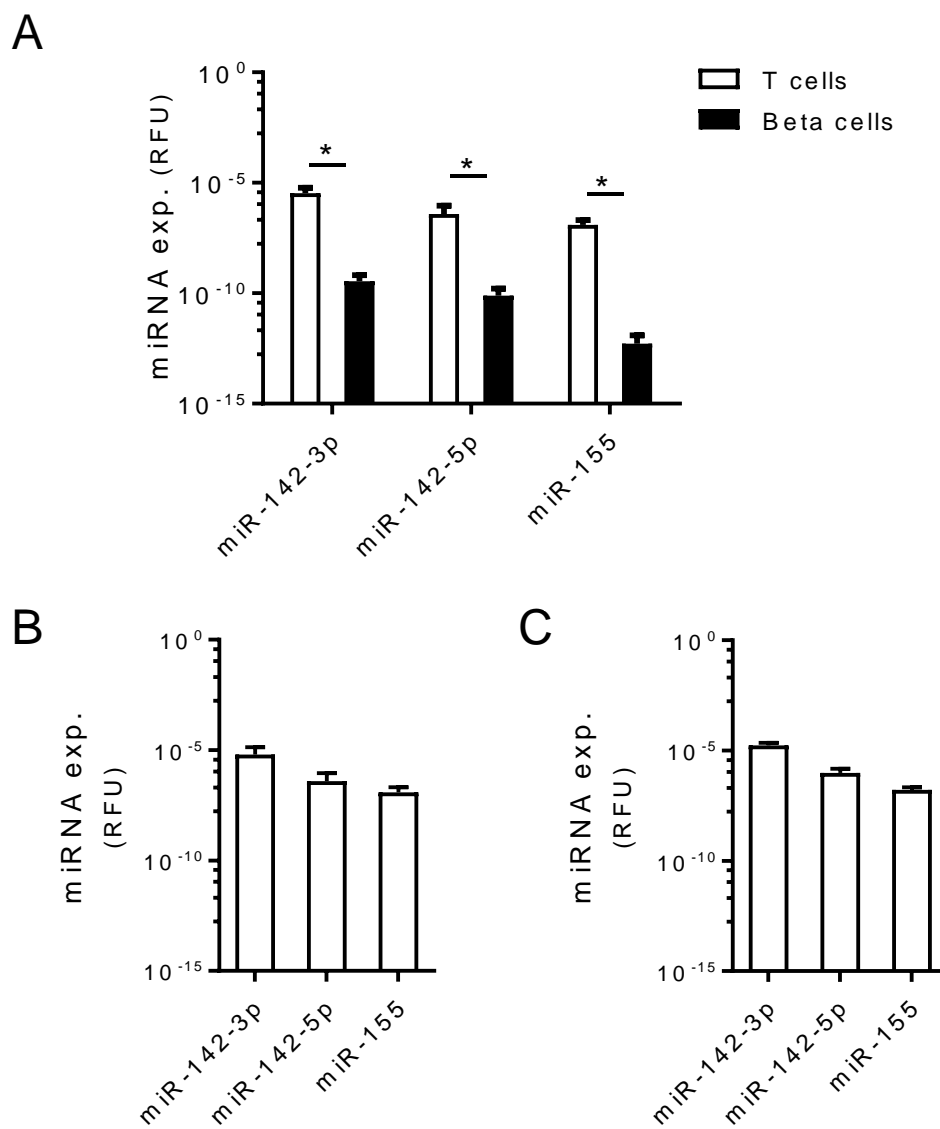 A
10^0
10^-5
10^-10
10^-15
miRNA exp. (RFU)
T cells
Beta cells
*
*
*
miR-142-3p
miR-142-5p
miR-155
B
10^0
10^-5
10^-10
10^-15
miRNA exp.
(RFU)
miR-142-3p
miR-142-5p
miR-155
C
10^0
10^-5
10^-10
10^-15
miRNA exp.
(RFU)
miR-142-3p
miR-142-5p
miR-155